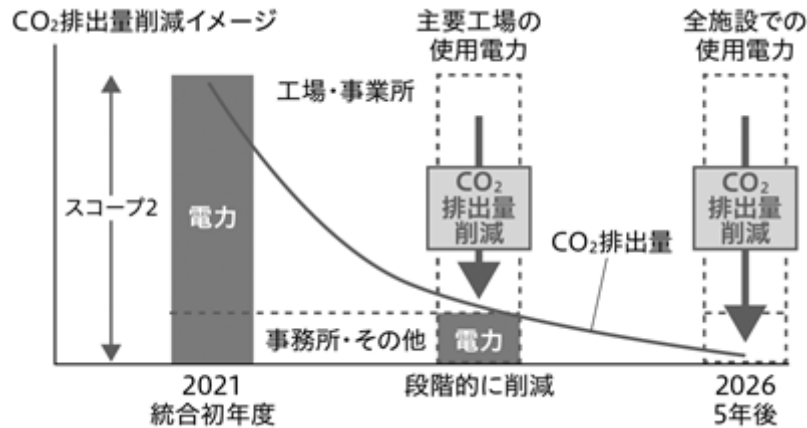 CO₂排出量削減イメージ
主要工場の
使用電力
全施設での
使用電力
工場・事業所
スコープ2
電力
CO₂
排出量
削減
CO₂
排出量
削減
CO₂排出量
事務所・その他
電力
2021
統合初年度
段階的に削減
2026
5年後